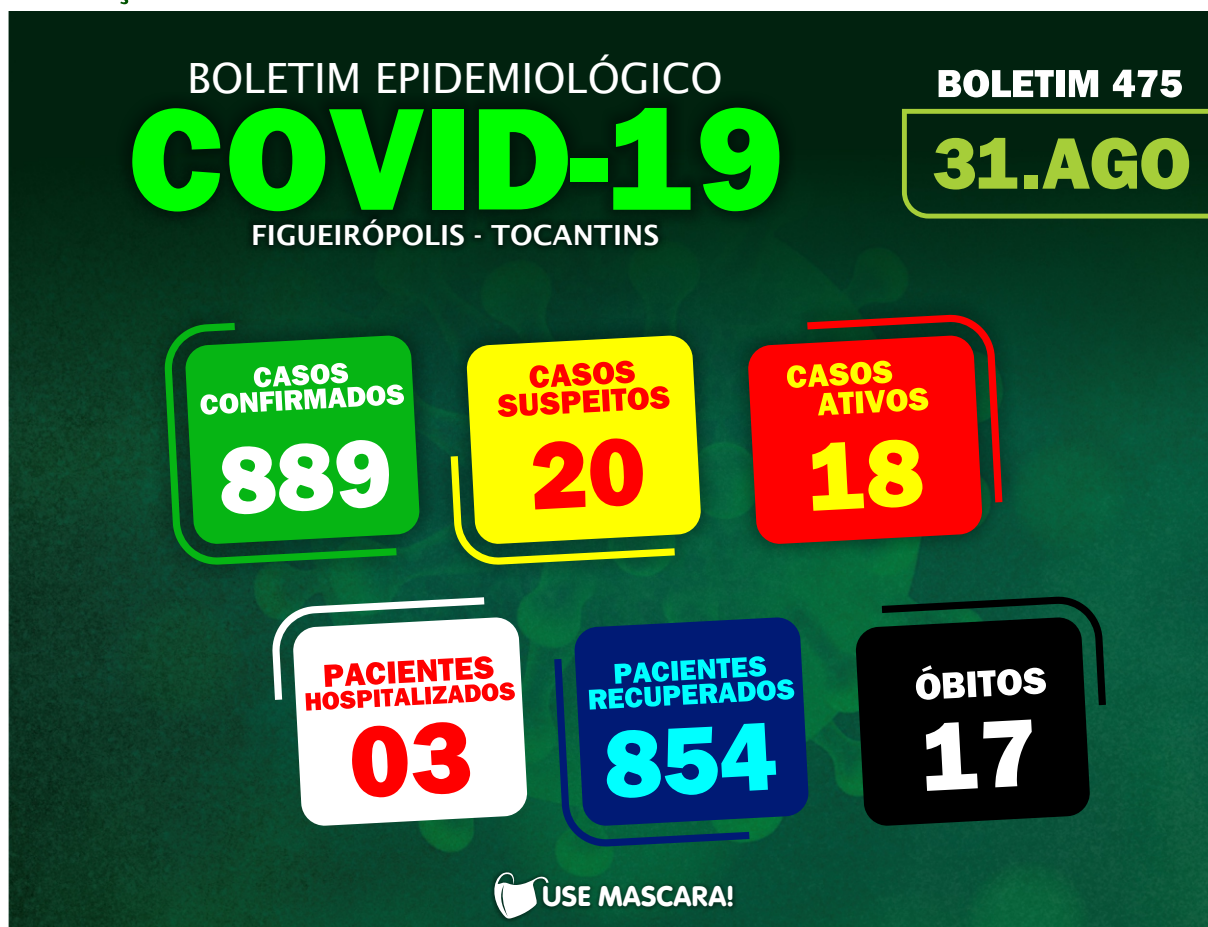 BOLETIM EPIDEMIOLÓGICO
COVID-19
FIGUEIRÓPOLIS - TOCANTINS
BOLETIM 475
31.AGO
CASOS
CONFIRMADOS
889
CASOS
SUSPEITOS
20
CASOS
ATIVOS
18
PACIENTES
HOSPITALIZADOS
03
PACIENTES
RECUPERADOS
854
ÓBITOS
17
USE MASCARA!